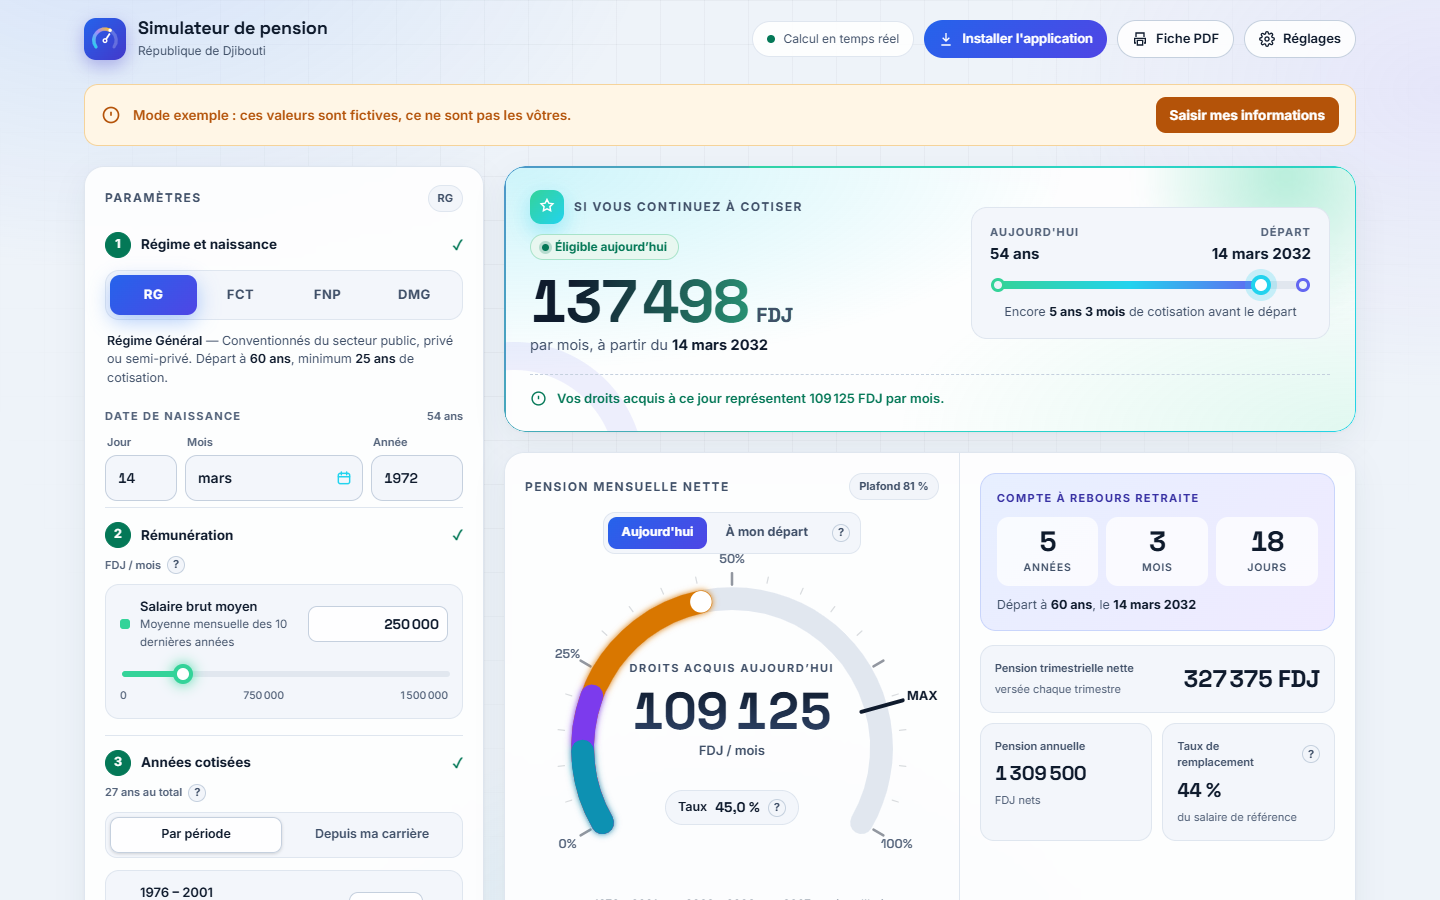 Simulateur de pension
République de Djibouti
Calcul en temps réel
Installer l'application
Fiche PDF
Réglages
Mode exemple : ces valeurs sont fictives, ce ne sont pas les vôtres.
Saisir mes informations
PARAMÈTRES
RG
1 Régime et naissance
RG FCT FNP DMG
Régime Général — Conventionnés du secteur public, privé
ou semi-privé. Départ à 60 ans, minimum 25 ans de
cotisation.
DATE DE NAISSANCE
54 ans
Jour Mois Année
14 mars 1972
2 Rémunération
FDJ / mois ?
Salaire brut moyen
Moyenne mensuelle des 10
dernières années
250 000
0 750 000 1 500 000
3 Années cotisées
27 ans au total ?
Par période Depuis ma carrière
1976 – 2001
SI VOUS CONTINUEZ À COTISER
Éligible aujourd'hui
137 498 FDJ
par mois, à partir du 14 mars 2032
AUJOURD'HUI DÉPART
54 ans 14 mars 2032
Encore 5 ans 3 mois de cotisation avant le départ
Vos droits acquis à ce jour représentent 109 125 FDJ par mois.
PENSION MENSUELLE NETTE
Plafond 81 %
Aujourd'hui À mon départ ?
50%
25%
DROITS ACQUIS AUJOURD'HUI
MAX
109 125
FDJ / mois
Taux 45,0 % ?
0% 100%
COMPTE À REBOURS RETRAITE
5 3 18
ANNÉES MOIS JOURS
Départ à 60 ans, le 14 mars 2032
Pension trimestrielle nette
versée chaque trimestre
327 375 FDJ
Pension annuelle
1 309 500
FDJ nets
Taux de
remplacement ?
44 %
du salaire de référence